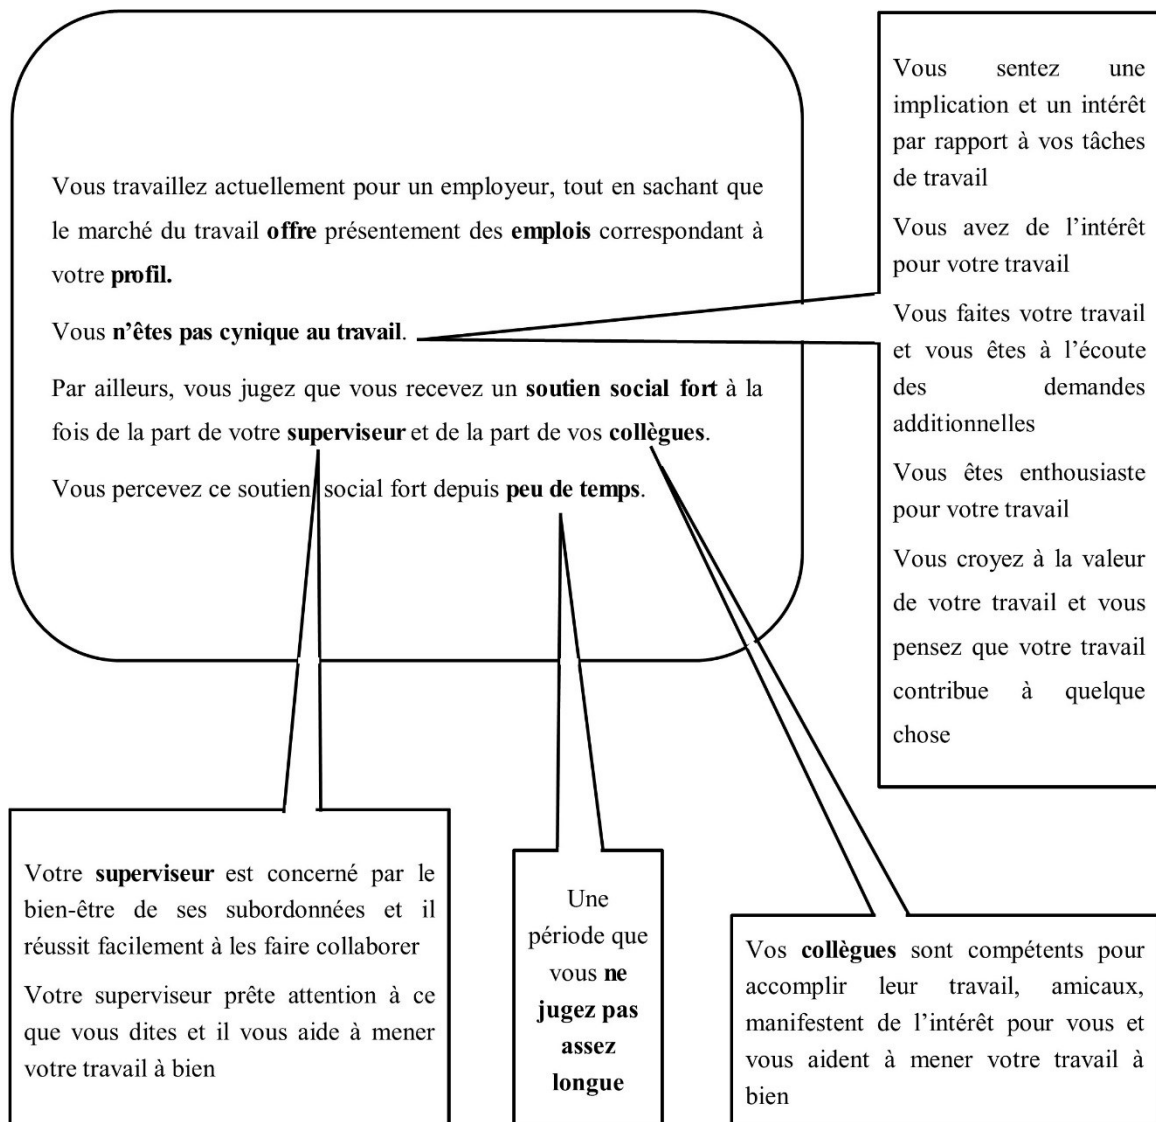 Vous travaillez actuellement pour un employeur, tout en sachant que
le marché du travail offre présentement des emplois correspondant à
votre profil.
Vous n'êtes pas cynique au travail.
Par ailleurs, vous jugez que vous recevez un soutien social fort à la
fois de la part de votre superviseur et de la part de vos collègues.
Vous percevez ce soutien social fort depuis peu de temps.
Vous sentez une
implication et un intérêt
par rapport à vos tâches
de travail
Vous avez de l'intérêt
pour votre travail
Vous faites votre travail
et vous êtes à l'écoute
des demandes
additionnelles
Vous êtes enthousiaste
pour votre travail
Vous croyez à la valeur
de votre travail et vous
pensez que votre travail
contribue à quelque
chose
Votre superviseur est concerné par le
bien-être de ses subordonnées et il
réussit facilement à les faire collaborer
Votre superviseur prête attention à ce
que vous dites et il vous aide à mener
votre travail à bien
Une
période que
vous ne
jugez pas
assez
longue
Vos collègues sont compétents pour
accomplir leur travail, amicaux,
manifestent de l'intérêt pour vous et
vous aident à mener votre travail à
bien